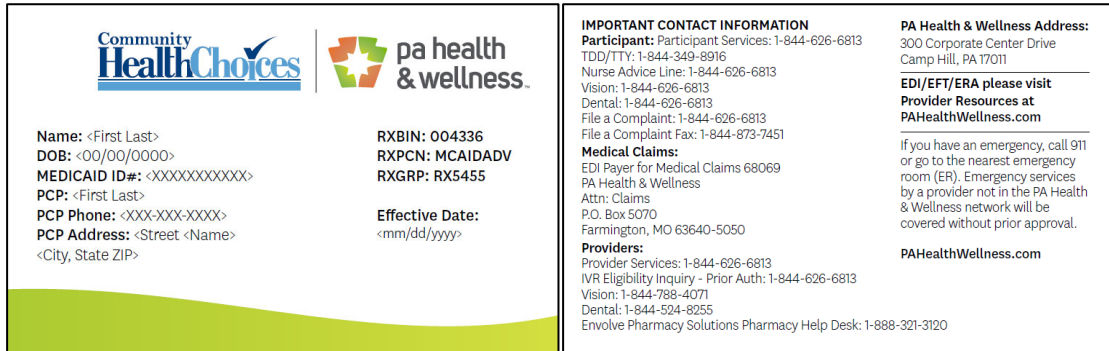 Community
HealthChoices
pa health
& wellness™
Name: <First Last>
DOB: <00/00/0000>
MEDICAID ID#: <XXXXXXXXXXX>
PCP: <First Last>
PCP Phone: <XXX-XXX-XXXX>
PCP Address: <Street <Name>
<City, State ZIP>
RXBIN: 004336
RXPCN: MCAIDADV
RXGRP: RX5455
Effective Date:
<mm/dd/yyyy>
IMPORTANT CONTACT INFORMATION
Participant: Participant Services: 1-844-626-6813
TDD/TTY: 1-844-349-8916
Nurse Advice Line: 1-844-626-6813
Vision: 1-844-626-6813
Dental: 1-844-626-6813
File a Complaint: 1-844-626-6813
File a Complaint Fax: 1-844-873-7451
Medical Claims:
EDI Payer for Medical Claims 68069
PA Health & Wellness
Attn: Claims
P.O. Box 5070
Farmington, MO 63640-5050
Providers:
Provider Services: 1-844-626-6813
IVR Eligibility Inquiry - Prior Auth: 1-844-626-6813
Vision: 1-844-788-4071
Dental: 1-844-524-8255
Envolve Pharmacy Solutions Pharmacy Help Desk: 1-888-321-3120
PA Health & Wellness Address:
300 Corporate Center Drive
Camp Hill, PA 17011
EDI/EFT/ERA please visit
Provider Resources at
PAHealthWellness.com
If you have an emergency, call 911
or go to the nearest emergency
room (ER). Emergency services
by a provider not in the PA Health
& Wellness network will be
covered without prior approval.
PAHealthWellness.com